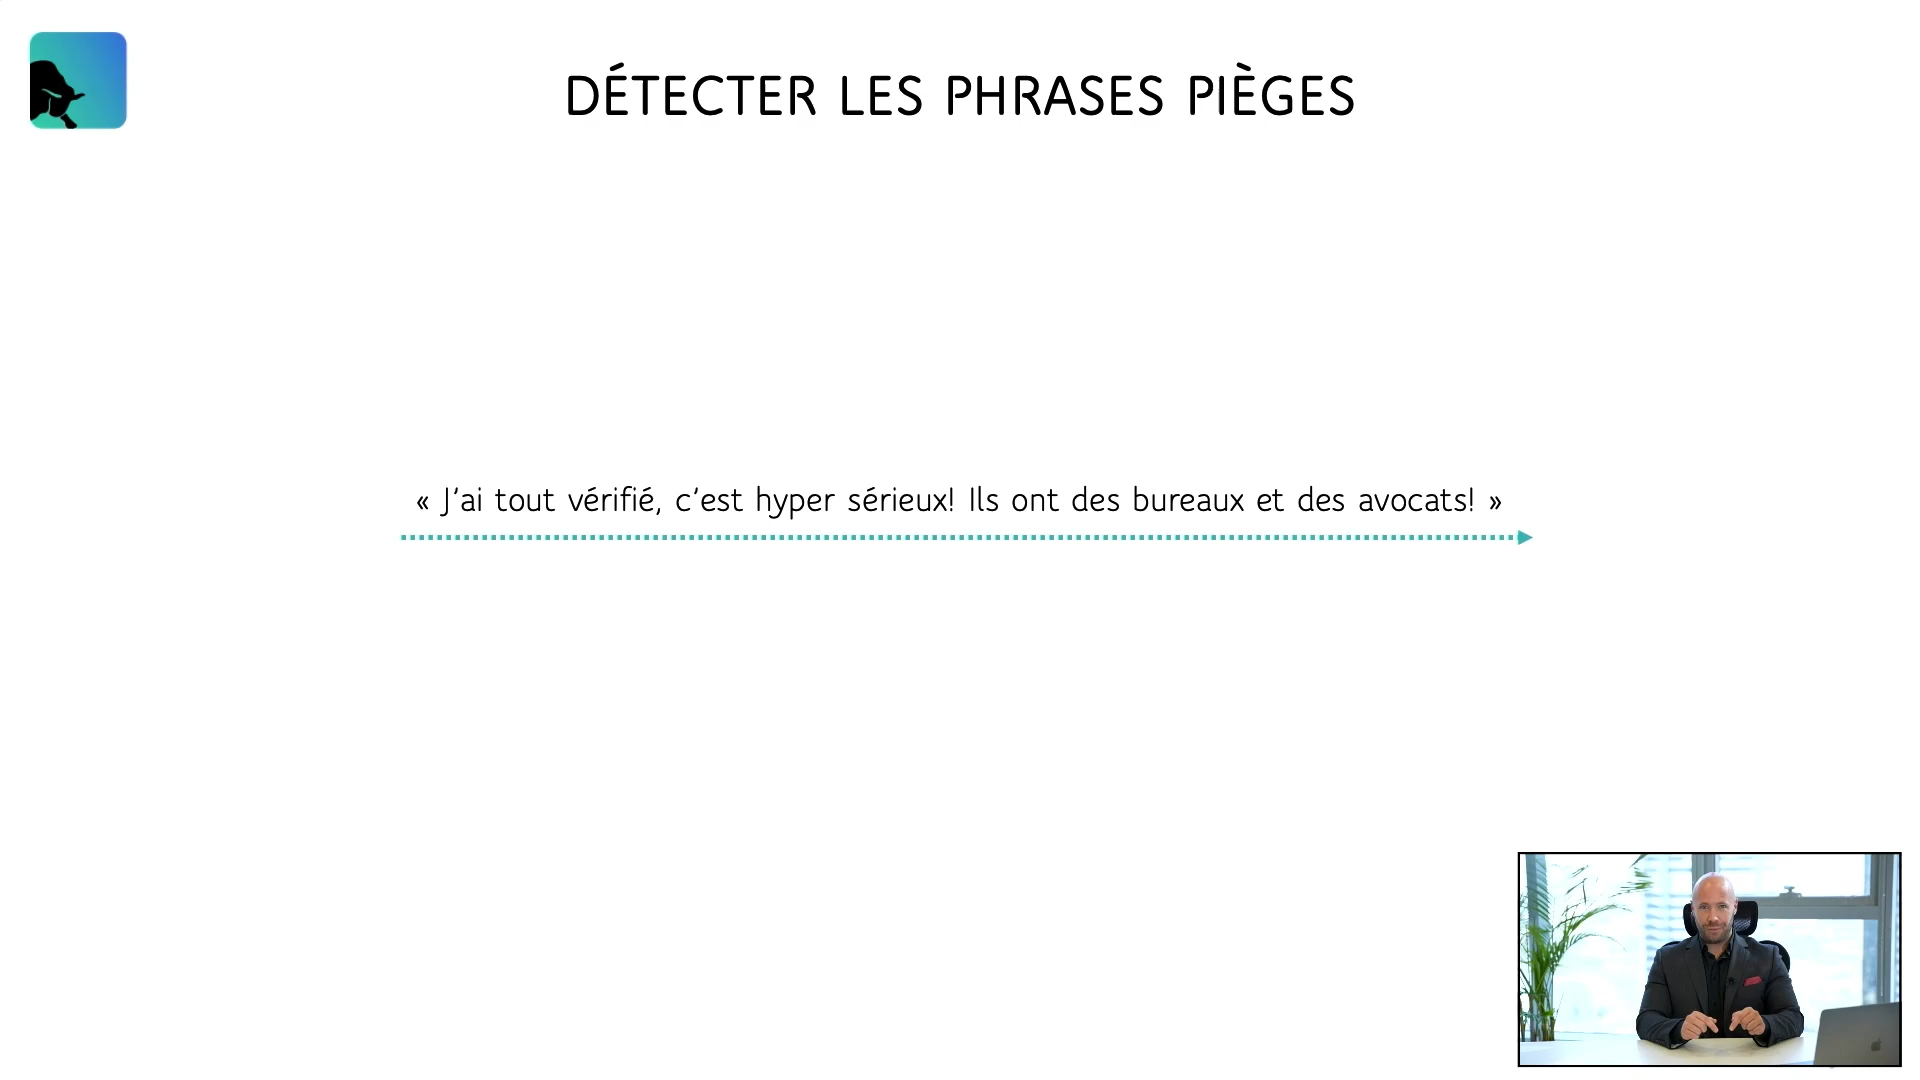 DÉTECTER LES PHRASES PIÈGES
« J’ai tout vérifié, c’est hyper sérieux! Ils ont des bureaux et des avocats! »